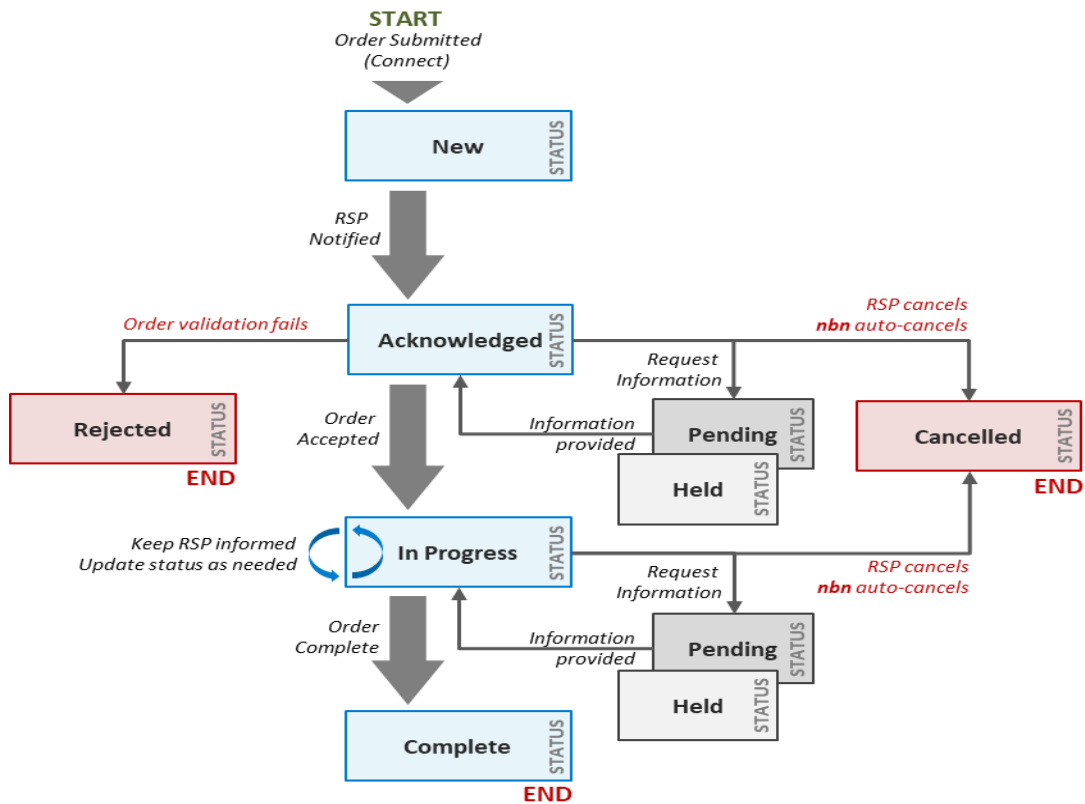 START
Order Submitted
(Connect)
New
STATUS
RSP
Notified
Order validation fails
Acknowledged
STATUS
RSP cancels
nbn auto-cancels
Request
Information
Rejected
STATUS
END
Order
Accepted
Information
provided
Pending
STATUS
Held
STATUS
Cancelled
STATUS
END
Keep RSP informed
Update status as needed
In Progress
STATUS
Request
Information
RSP cancels
nbn auto-cancels
Order
Complete
Information
provided
Pending
STATUS
Held
STATUS
Complete
STATUS
END